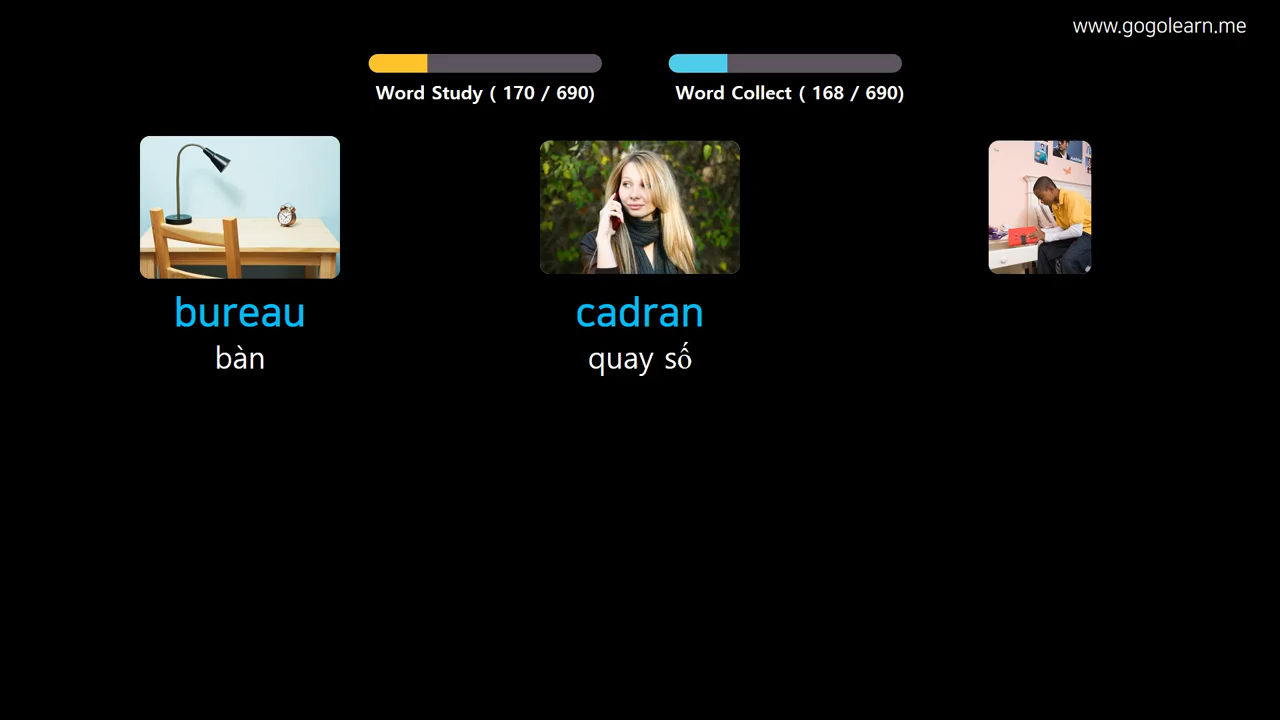 www.gogolearn.me
Word Study ( 170 / 690)
Word Collect ( 168 / 690)
bureau
bàn
cadran
quay số